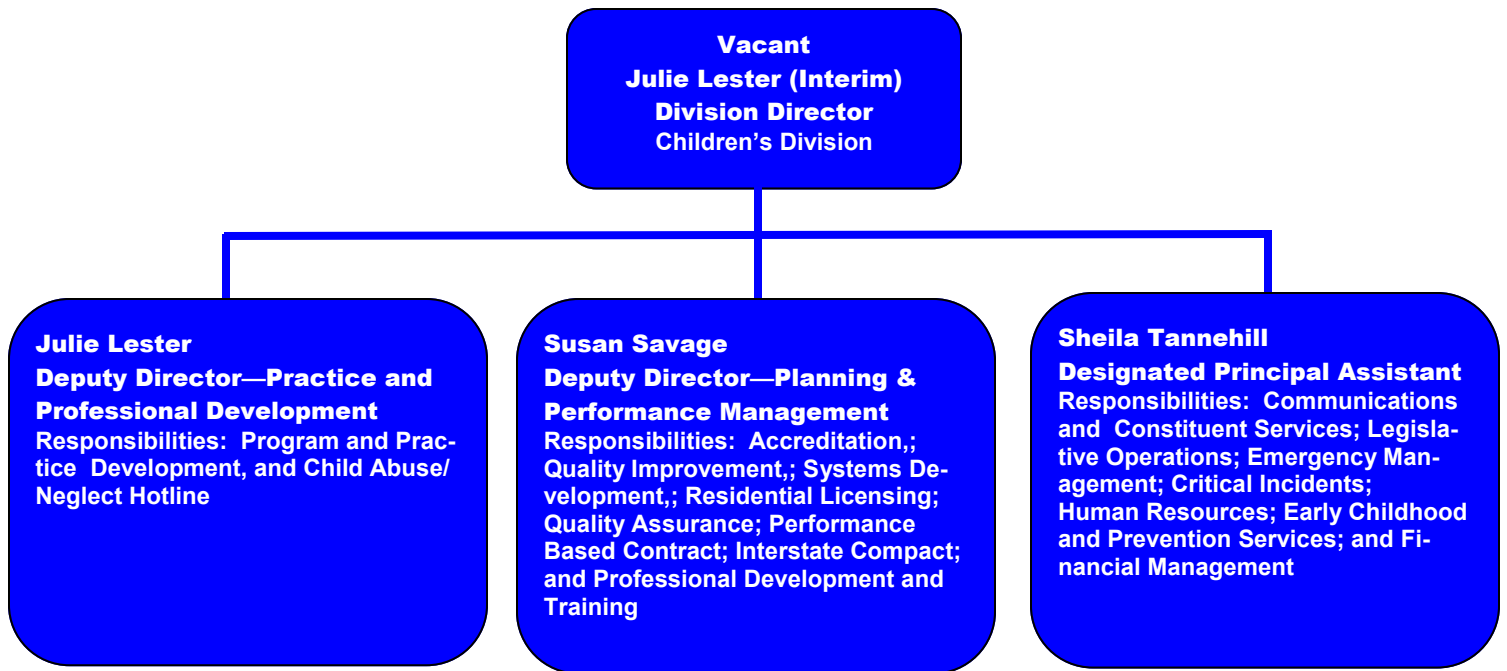 Vacant
Julie Lester (Interim)
Division Director
Children’s Division
Julie Lester
Deputy Director—Practice and
Professional Development
Responsibilities: Program and Prac-
tice Development, and Child Abuse/
Neglect Hotline
Susan Savage
Deputy Director—Planning &
Performance Management
Responsibilities: Accreditation,;
Quality Improvement,; Systems De-
velopment,; Residential Licensing;
Quality Assurance; Performance
Based Contract; Interstate Compact;
and Professional Development and
Training
Sheila Tannehill
Designated Principal Assistant
Responsibilities: Communications
and Constituent Services; Legisla-
tive Operations; Emergency Man-
agement; Critical Incidents;
Human Resources; Early Childhood
and Prevention Services; and Fi-
nancial Management